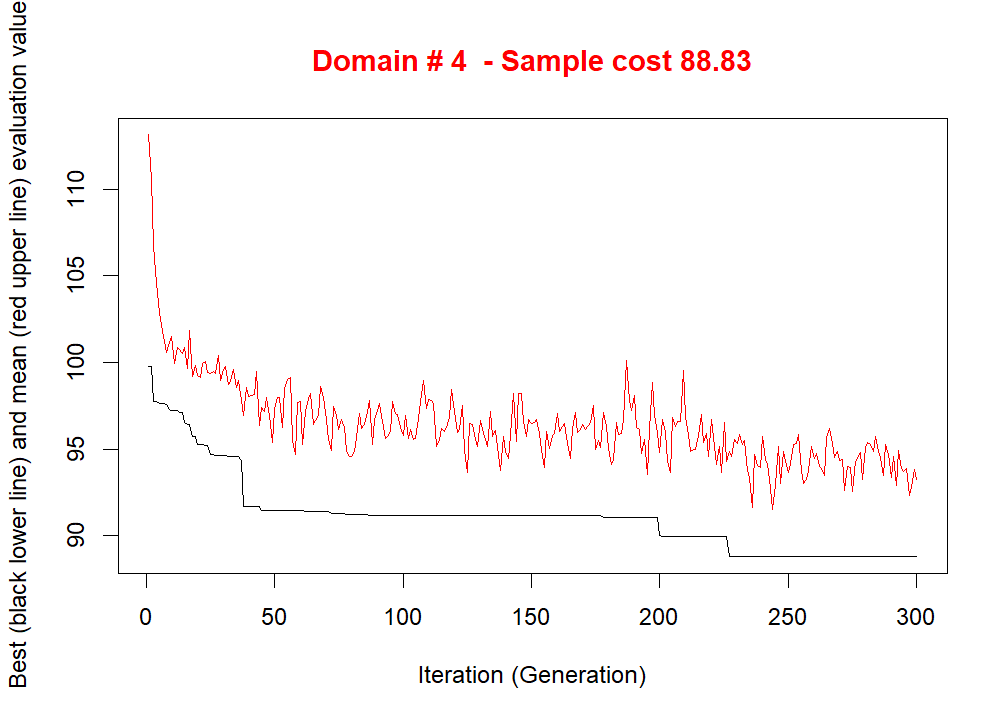 Domain # 4  - Sample cost 88.83
Best (black lower line) and mean (red upper line) evaluation value
110
105
100
95
90
0 50 100 150 200 250 300
Iteration (Generation)